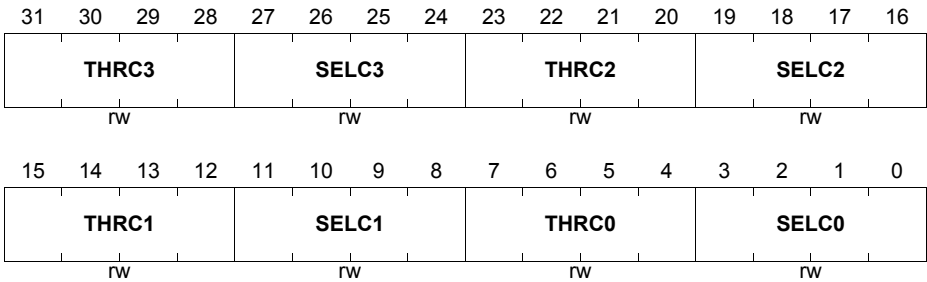 31 30 29 28 27 26 25 24 23 22 21 20 19 18 17 16
THRC3 SELC3 THRC2 SELC2
rw rw rw rw
15 14 13 12 11 10 9 8 7 6 5 4 3 2 1 0
THRC1 SELC1 THRC0 SELC0
rw rw rw rw